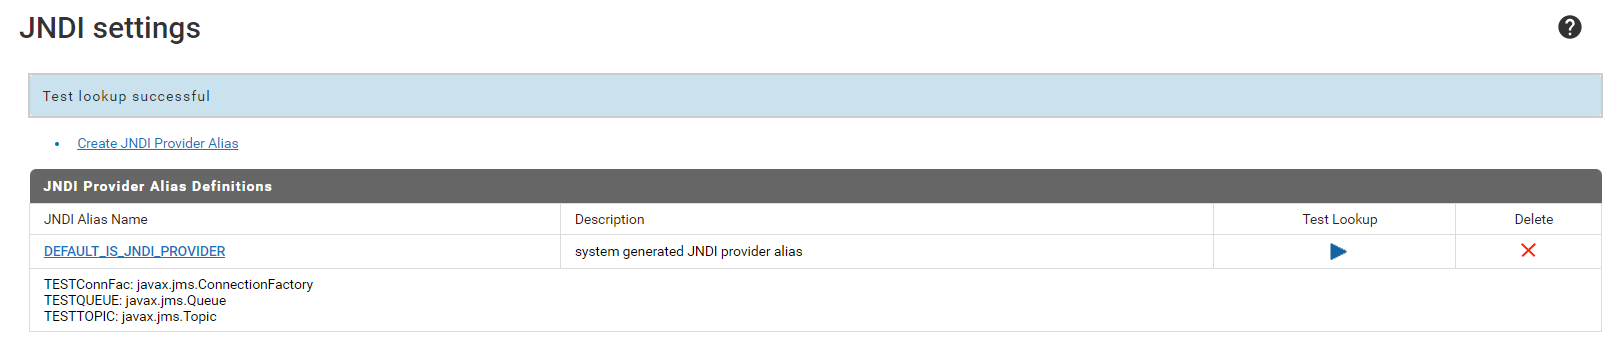 JNDI settings
Test lookup successful
Create JNDI Provider Alias
JNDI Provider Alias Definitions
JNDI Alias Name Description Test Lookup Delete
DEFAULT_IS_JNDI_PROVIDER system generated JNDI provider alias
TESTConnFac: javax.jms.ConnectionFactory
TESTQUEUE: javax.jms.Queue
TESTTOPIC: javax.jms.Topic